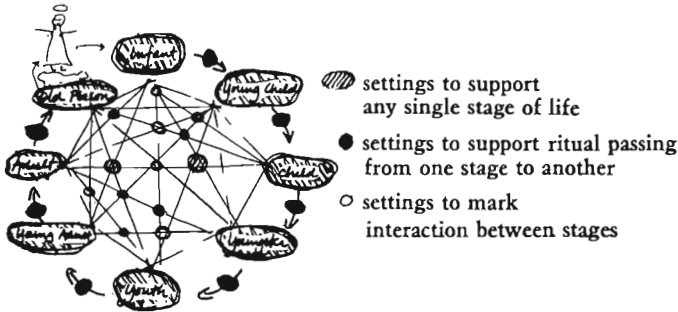 Infant
Young Child
Old Person
Adult
Child
Young Adult
Youngster
Youth
settings to support
any single stage of life
settings to support ritual passing
from one stage to another
settings to mark
interaction between stages